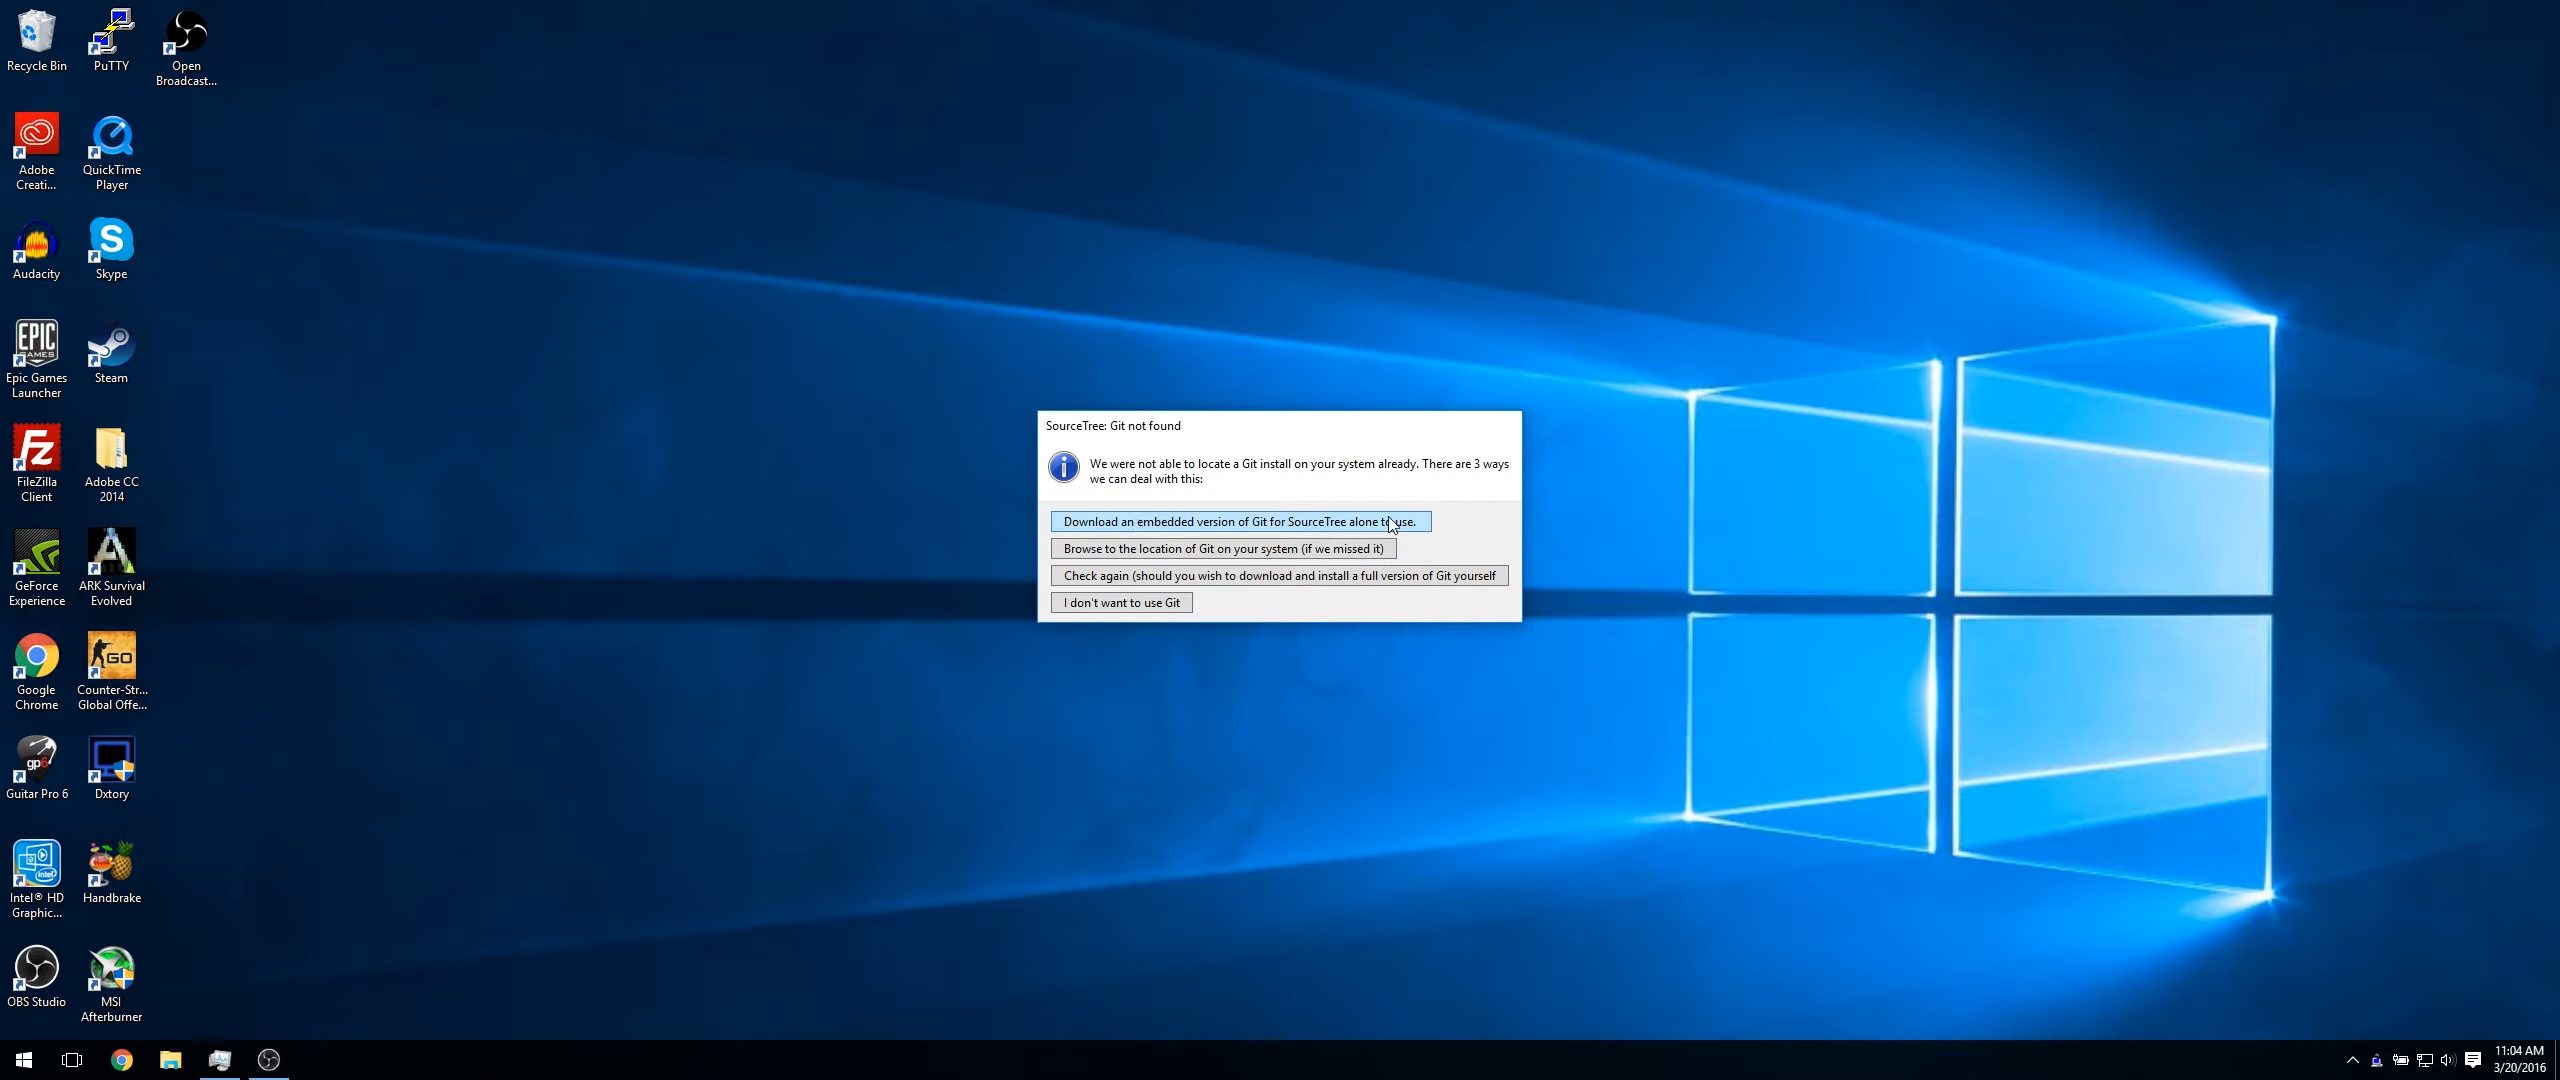 Recycle Bin
PuTTY
Open
Broadcast...
Adobe
Creati...
QuickTime
Player
Audacity
S
Skype
EPIC
GAMES
Epic Games
Launcher
Steam
Fz
FileZilla
Client
Adobe CC
2014
GeForce
Experience
ARK Survival
Evolved
Google
Chrome
GO
Counter-Str...
Global Offe...
gp6
Guitar Pro 6
Dxtory
intel
Intel® HD
Graphic...
Handbrake
OBS Studio
MSI
Afterburner
SourceTree: Git not found
We were not able to locate a Git install on your system already. There are 3 ways
we can deal with this:
Download an embedded version of Git for SourceTree alone to use.
Browse to the location of Git on your system (if we missed it)
Check again (should you wish to download and install a full version of Git yourself
I don't want to use Git
11:04 AM
3/20/2016